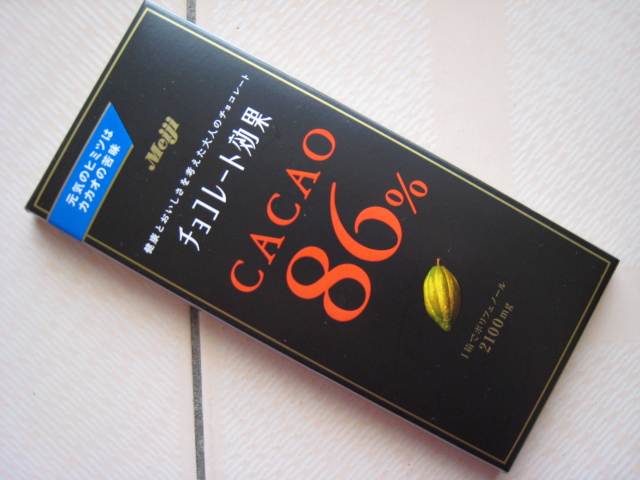 元気のヒミツは
カカオの苦味
Meiji
健康とおいしさを考えた大人のチョコレート
チョコレート効果
CACAO
86%
1箱でポリフェノール
2100mg